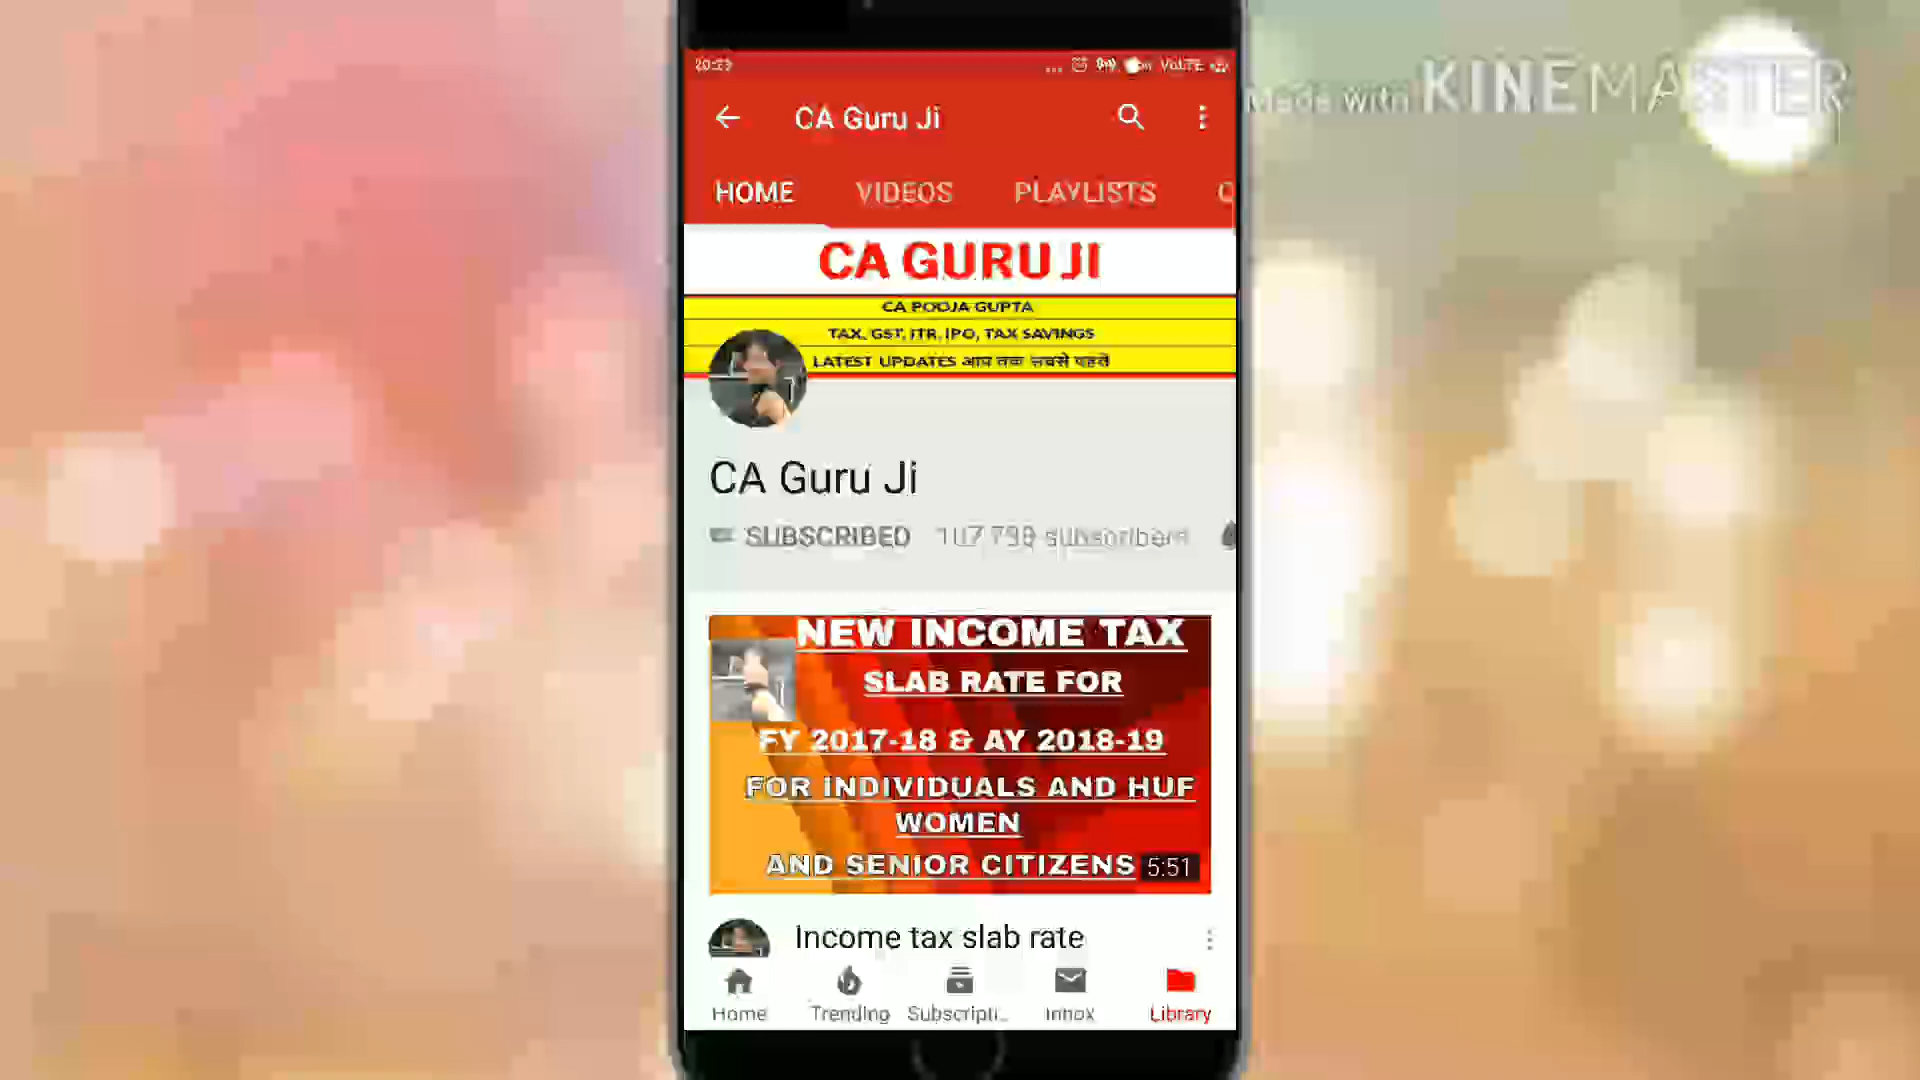 20:23
VoLTE
Made with KINEMASTER
CA Guru Ji
HOME VIDEOS PLAYLISTS C
CA GURU JI
CA POOJA GUPTA
TAX, GST, ITR, IPO, TAX SAVINGS
LATEST UPDATES आप तक सबसे पहले
CA Guru Ji
SUBSCRIBED subscribers
NEW INCOME TAX
SLAB RATE FOR
FY 2017-18 & AY 2018-19
FOR INDIVIDUALS AND HUF
WOMEN
AND SENIOR CITIZENS
5:51
Income tax slab rate
Home Trending Subscripti... Inbox Library